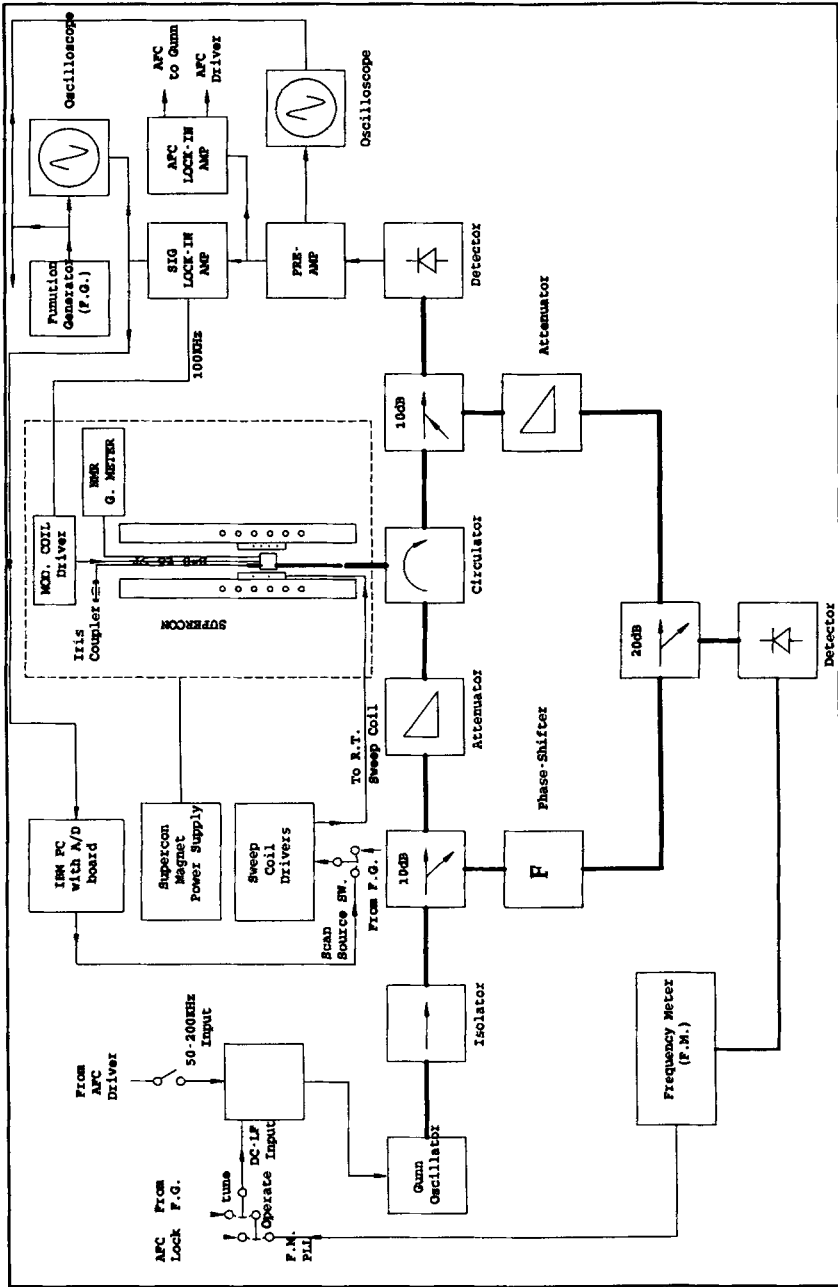 Oscilloscope
AFC
to Gunn
AFC
Driver
AFC
LOCK-IN
AMP
Oscilloscope
Funution
Generator
(F.G.)
SIG
LOCK-IN
AMP
PRE-
AMP
Detector
100KHz
10dB
Attenuator
MOD. COIL
Driver
NMR
G. METER
Iris
Coupler
SUPERCON
Circulator
20dB
Detector
IBM PC
with A/D
board
Supercon
Magnet
Power Supply
Sweep
Coil
Drivers
To R.T.
Sweep Coil
Scan
Source SW.
From F.G.
Attenuator
10dB
Phase-Shifter
F
From
AFC
Driver
50-200KHz
Input
DC-LF
Input
Isolator
Gunn
Oscillator
Frequency Meter
(F.M.)
AFC
Lock
From
F.G.
tune
Operate
F.M.
PLL